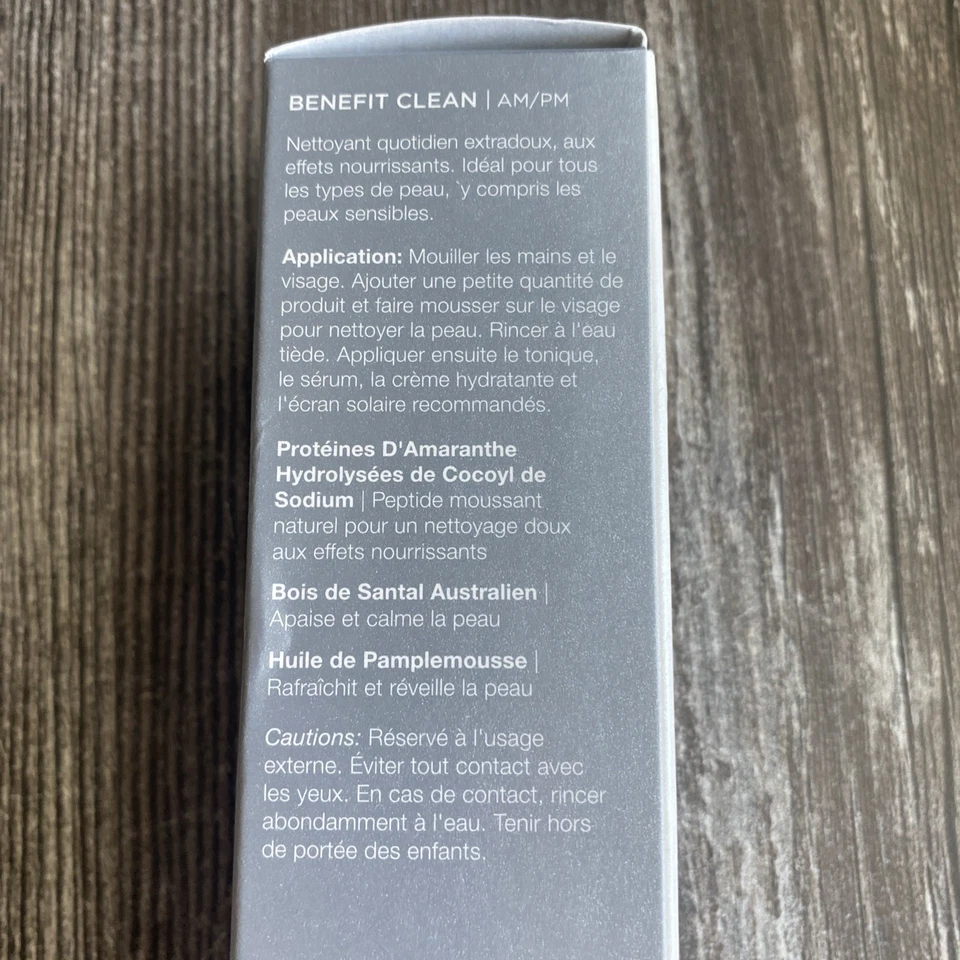 BENEFIT CLEAN | AM/PM
Nettoyant quotidien extradoux, aux
effets nourrissants. Idéal pour tous
les types de peau, `y compris les
peaux sensibles.
Application: Mouiller les mains et le
visage. Ajouter une petite quantité de
produit et faire mousser sur le visage
pour nettoyer la peau. Rincer à l'eau
tiède. Appliquer ensuite le tonique,
le sérum, la crème hydratante et
l'écran solaire recommandés.
Protéines D'Amaranthe
Hydrolysées de Cocoyl de
Sodium | Peptide moussant
naturel pour un nettoyage doux
aux effets nourrissants
Bois de Santal Australien |
Apaise et calme la peau
Huile de Pamplemousse |
Rafraîchit et réveille la peau
Cautions: Réservé à l'usage
externe. Éviter tout contact avec
les yeux. En cas de contact, rincer
abondamment à l'eau. Tenir hors
de portée des enfants.